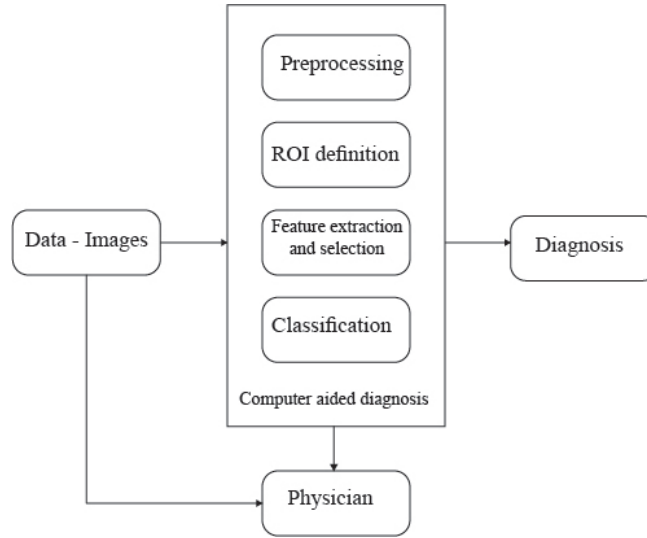 Preprocessing
ROI definition
Data - Images
Feature extraction
and selection
Diagnosis
Classification
Computer aided diagnosis
Physician